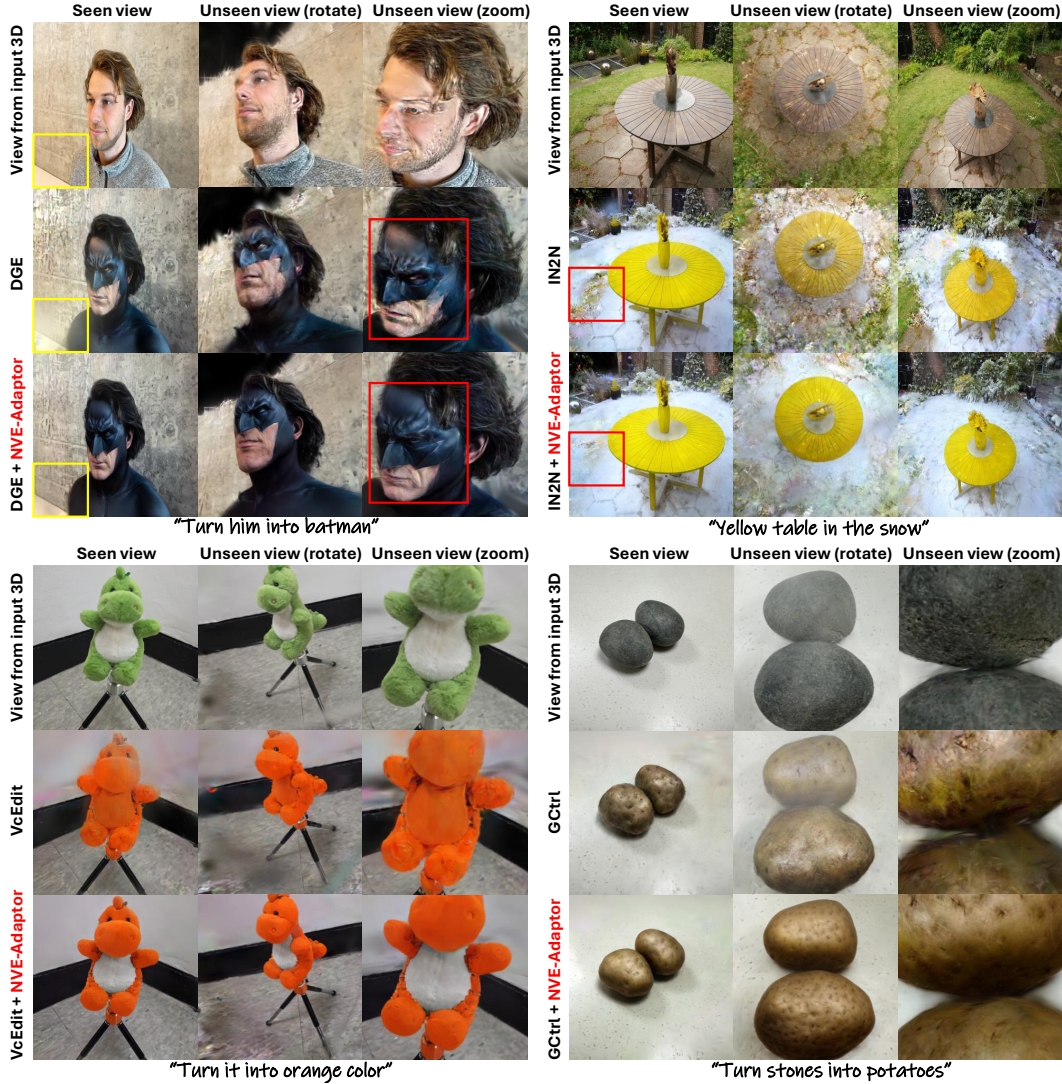 Seen view
Unseen view (rotate)
Unseen view (zoom)
View from input 3D
DGE
DGE + NVE-Adaptor
"Turn him into batman"
Seen view
Unseen view (rotate)
Unseen view (zoom)
View from input 3D
IN2N
IN2N + NVE-Adaptor
"Yellow table in the snow"
Seen view
Unseen view (rotate)
Unseen view (zoom)
View from input 3D
VcEdit
VcEdit + NVE-Adaptor
"Turn it into orange color"
Seen view
Unseen view (rotate)
Unseen view (zoom)
View from input 3D
GCtrl
GCtrl + NVE-Adaptor
"Turn stones into potatoes"